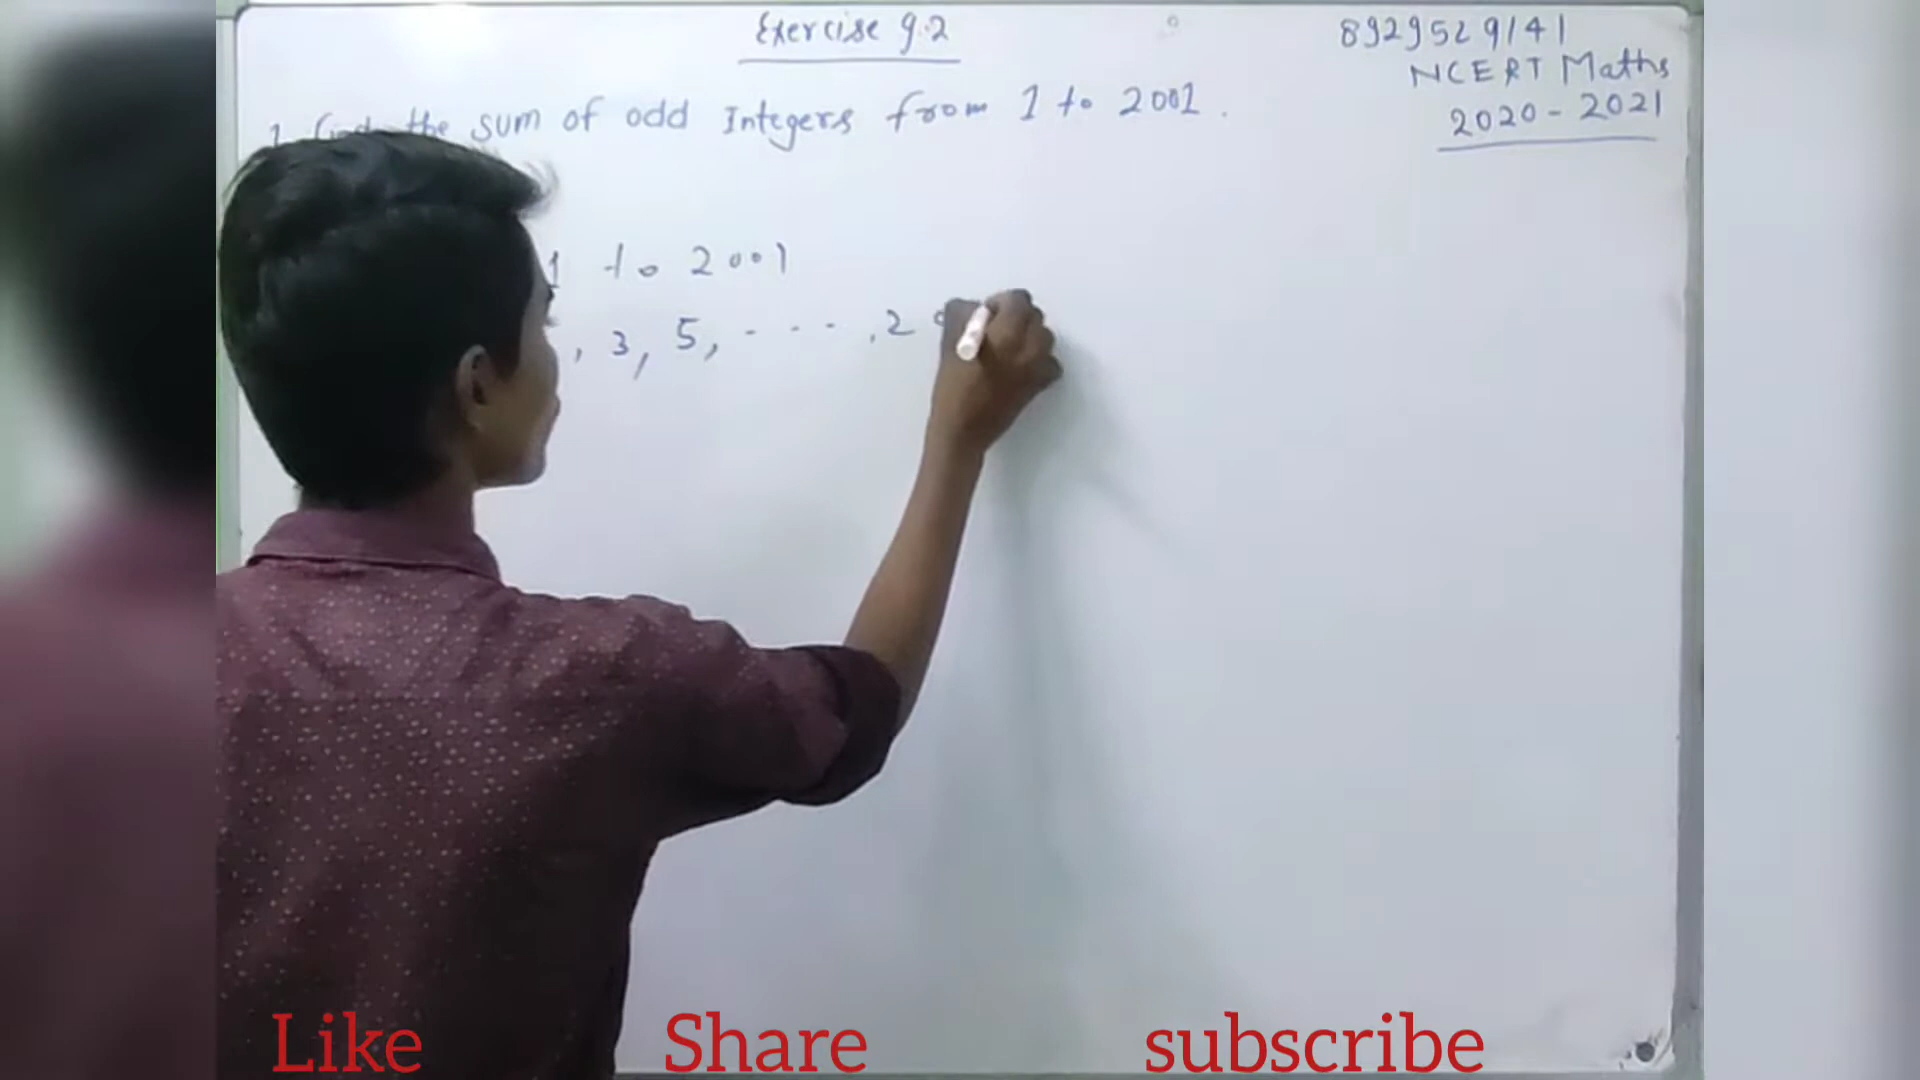 Exercise 9.2
8929529141
NCERT Maths
2020-2021
1. find the sum of odd Integers from 1 to 2001.
1 to 2001
, 3, 5, - - - , 2
Like Share subscribe